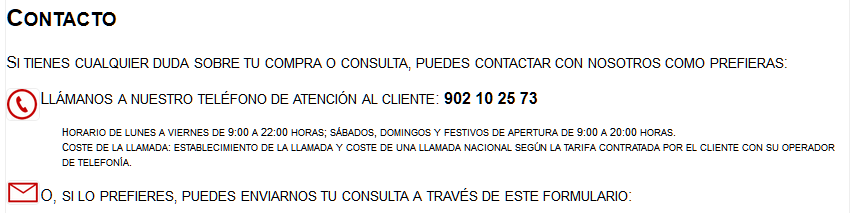 CONTACTO
SI TIENES CUALQUIER DUDA SOBRE TU COMPRA O CONSULTA, PUEDES CONTACTAR CON NOSOTROS COMO PREFIERAS:
LLÁMANOS A NUESTRO TELÉFONO DE ATENCIÓN AL CLIENTE: 902 10 25 73
HORARIO DE LUNES A VIERNES DE 9:00 A 22:00 HORAS; SÁBADOS, DOMINGOS Y FESTIVOS DE APERTURA DE 9:00 A 20:00 HORAS.
COSTE DE LA LLAMADA: ESTABLECIMIENTO DE LA LLAMADA Y COSTE DE UNA LLAMADA NACIONAL SEGÚN LA TARIFA CONTRATADA POR EL CLIENTE CON SU OPERADOR
DE TELEFONÍA.
O, SI LO PREFIERES, PUEDES ENVIARNOS TU CONSULTA A TRAVÉS DE ESTE FORMULARIO: